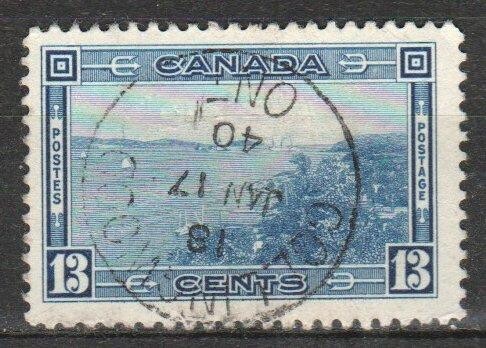 CANADA
POSTES
POSTAGE
13 CENTS 13
18
JAN 17
40
ONT